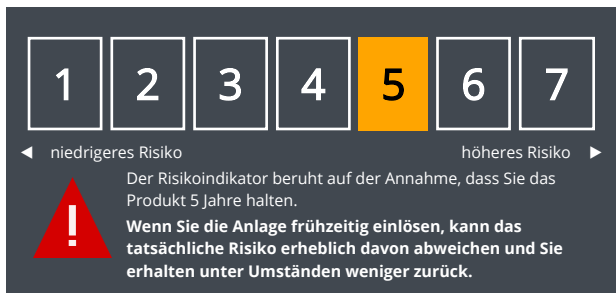 1 2 3 4 5 6 7
◄ niedrigeres Risiko höheres Risiko ►
!
Der Risikoindikator beruht auf der Annahme, dass Sie das
Produkt 5 Jahre halten.
Wenn Sie die Anlage frühzeitig einlösen, kann das
tatsächliche Risiko erheblich davon abweichen und Sie
erhalten unter Umständen weniger zurück.